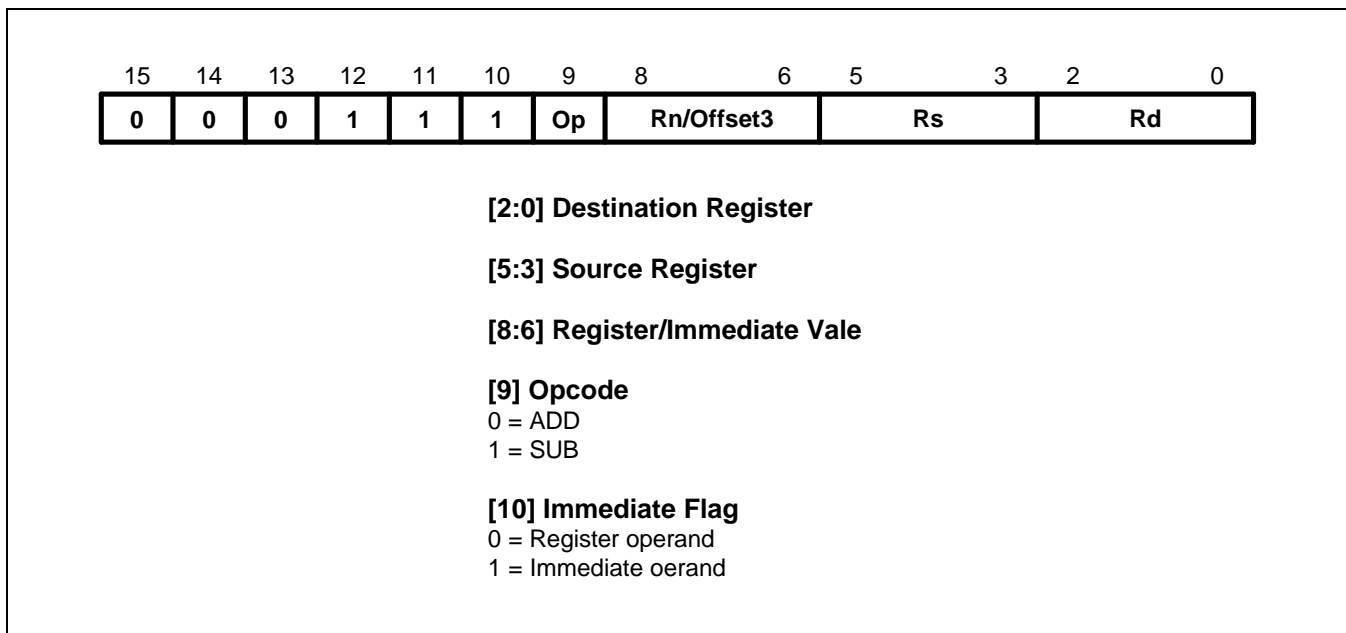 15 14 13 12 11 10 9 8 6 5 3 2 0
0 0 0 1 1 1 Op Rn/Offset3 Rs Rd
[2:0] Destination Register
[5:3] Source Register
[8:6] Register/Immediate Vale
[9] Opcode
0 = ADD
1 = SUB
[10] Immediate Flag
0 = Register operand
1 = Immediate oerand